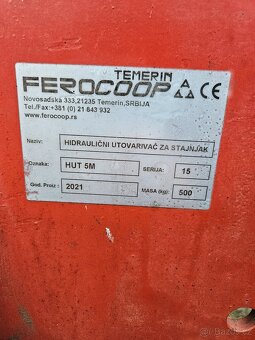 TEMERIN
FEROCOOP CE
Novosadska 333,21235 Temerin,SRBIJA
Tel./Fax:+381 (0) 21 843 932
www.ferocoop.rs
Naziv: HIDRAULIČNI UTOVARIVAČ ZA STAJNJAK
Oznaka: HUT 5M SERIJA: 15
God. Proiz.: 2021 MASA (kg): 500